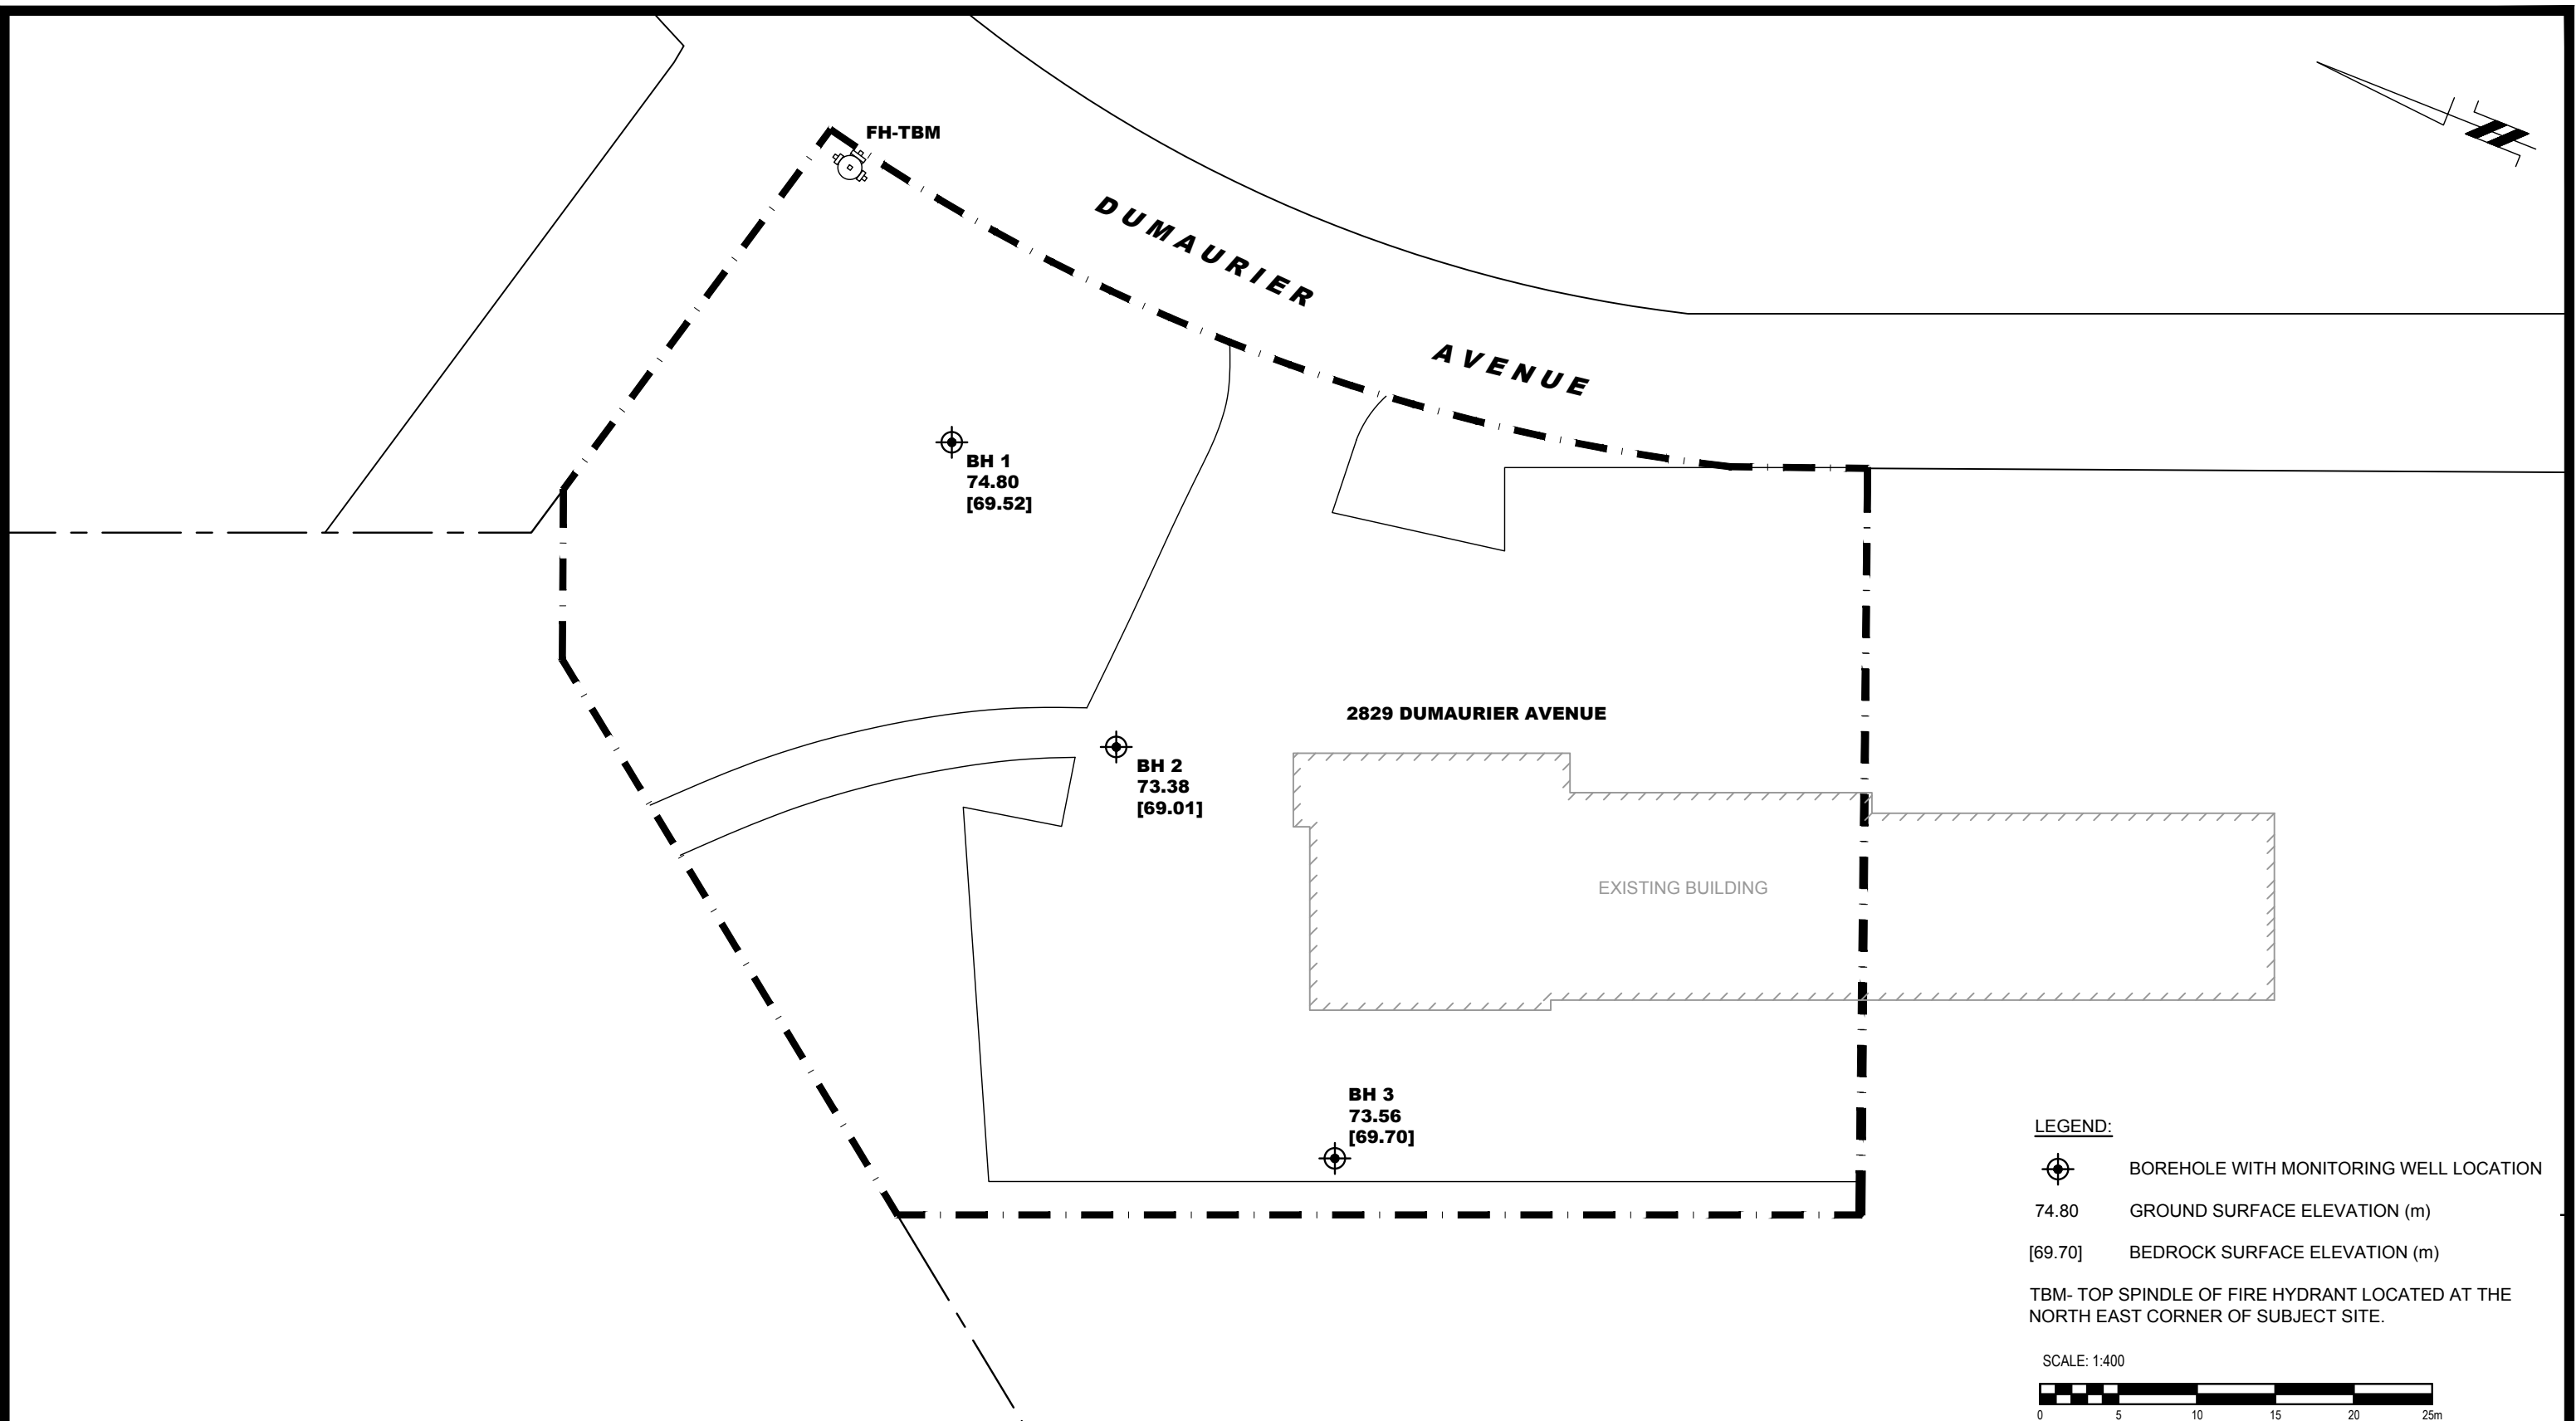 FH-TBM
DUMAURIER
AVENUE
BH 1
74.80
[69.52]
2829 DUMAURIER AVENUE
BH 2
73.38
[69.01]
EXISTING BUILDING
BH 3
73.56
[69.70]
LEGEND:
BOREHOLE WITH MONITORING WELL LOCATION
74.80 GROUND SURFACE ELEVATION (m)
[69.70] BEDROCK SURFACE ELEVATION (m)
TBM- TOP SPINDLE OF FIRE HYDRANT LOCATED AT THE
NORTH EAST CORNER OF SUBJECT SITE.
SCALE: 1:400
0 5 10 15 20 25m